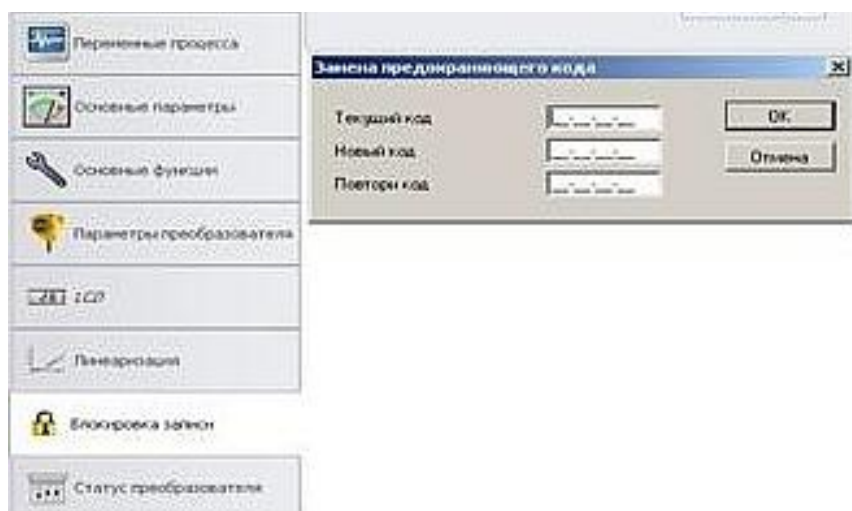 Переменные процесса
Основные параметры
Основные функции
Параметры преобразователя
LCD
Линеаризация
Блокировка записи
Статус преобразователя
Замена предохраняющего кода
Текущий код
Новый код
Повтори код
OK
Отмена